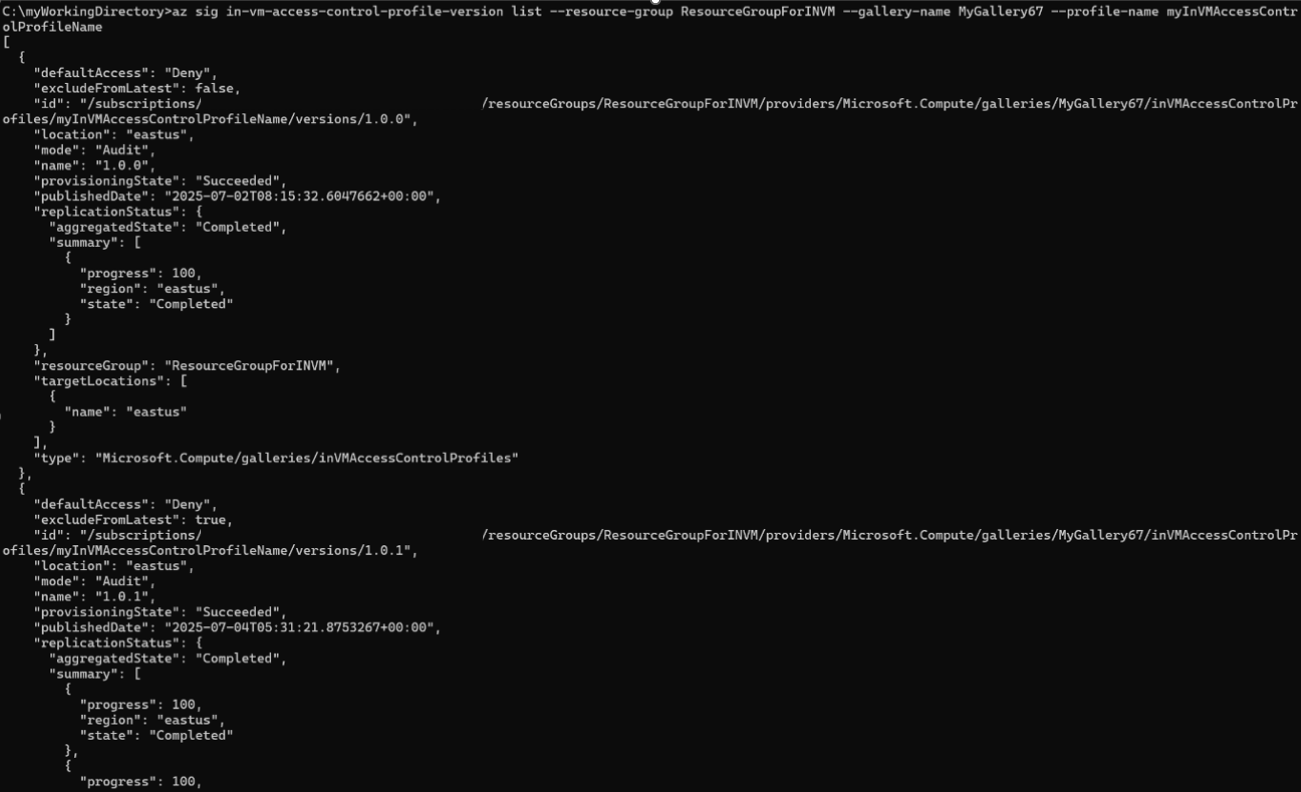 C:\myWorkingDirectory>az sig in-vm-access-control-profile-version list --resource-group ResourceGroupForINVM --gallery-name MyGallery67 --profile-name myInVMAccessContr
olProfileName
[
  {
    "defaultAccess": "Deny",
    "excludeFromLatest": false,
    "id": "/subscriptions/                                   /resourceGroups/ResourceGroupForINVM/providers/Microsoft.Compute/galleries/MyGallery67/inVMAccessControlPr
ofiles/myInVMAccessControlProfileName/versions/1.0.0",
    "location": "eastus",
    "mode": "Audit",
    "name": "1.0.0",
    "provisioningState": "Succeeded",
    "publishedDate": "2025-07-02T08:15:32.6047662+00:00",
    "replicationStatus": {
      "aggregatedState": "Completed",
      "summary": [
        {
          "progress": 100,
          "region": "eastus",
          "state": "Completed"
        }
      ]
    },
    "resourceGroup": "ResourceGroupForINVM",
    "targetLocations": [
      {
        "name": "eastus"
      }
    ],
    "type": "Microsoft.Compute/galleries/inVMAccessControlProfiles"
  },
  {
    "defaultAccess": "Deny",
    "excludeFromLatest": true,
    "id": "/subscriptions/                                   /resourceGroups/ResourceGroupForINVM/providers/Microsoft.Compute/galleries/MyGallery67/inVMAccessControlPr
ofiles/myInVMAccessControlProfileName/versions/1.0.1",
    "location": "eastus",
    "mode": "Audit",
    "name": "1.0.1",
    "provisioningState": "Succeeded",
    "publishedDate": "2025-07-04T05:31:21.8753267+00:00",
    "replicationStatus": {
      "aggregatedState": "Completed",
      "summary": [
        {
          "progress": 100,
          "region": "eastus",
          "state": "Completed"
        },
        {
          "progress": 100,